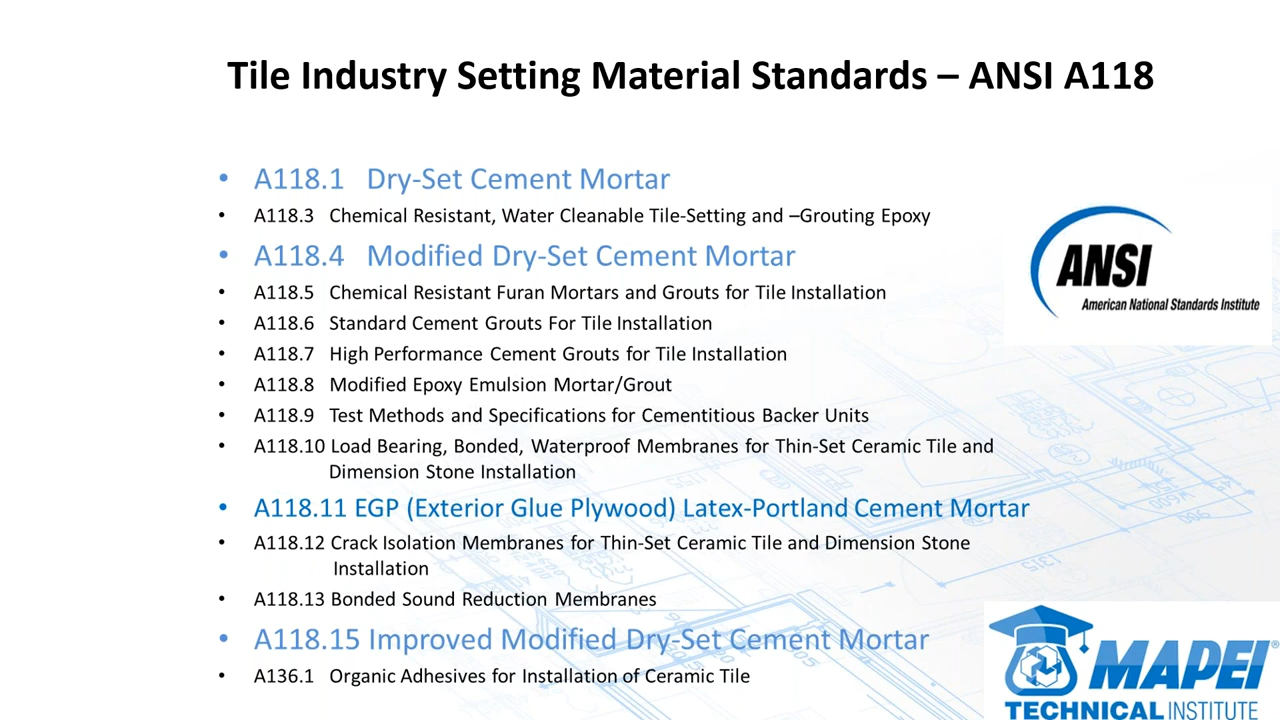 Tile Industry Setting Material Standards – ANSI A118
• A118.1 Dry-Set Cement Mortar
• A118.3 Chemical Resistant, Water Cleanable Tile-Setting and –Grouting Epoxy
• A118.4 Modified Dry-Set Cement Mortar
• A118.5 Chemical Resistant Furan Mortars and Grouts for Tile Installation
• A118.6 Standard Cement Grouts For Tile Installation
• A118.7 High Performance Cement Grouts for Tile Installation
• A118.8 Modified Epoxy Emulsion Mortar/Grout
• A118.9 Test Methods and Specifications for Cementitious Backer Units
• A118.10 Load Bearing, Bonded, Waterproof Membranes for Thin-Set Ceramic Tile and
Dimension Stone Installation
• A118.11 EGP (Exterior Glue Plywood) Latex-Portland Cement Mortar
• A118.12 Crack Isolation Membranes for Thin-Set Ceramic Tile and Dimension Stone
Installation
• A118.13 Bonded Sound Reduction Membranes
• A118.15 Improved Modified Dry-Set Cement Mortar
• A136.1 Organic Adhesives for Installation of Ceramic Tile
ANSI
American National Standards Institute
1315
W600
MAPEI®
TECHNICAL INSTITUTE